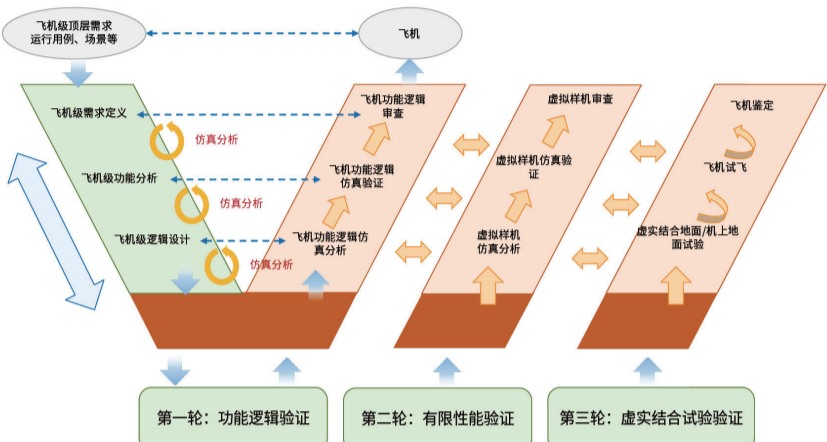 飞机级顶层需求
运行用例、场景等
飞机
飞机级需求定义
仿真分析
飞机级功能分析
仿真分析
飞机级逻辑设计
仿真分析
飞机功能逻辑
审查
飞机功能逻辑
仿真验证
飞机功能逻辑仿
真分析
虚拟样机审查
虚拟样机仿真验
证
虚拟样机
仿真分析
飞机鉴定
飞机试飞
虚实结合地面/机上地
面试验
第一轮：功能逻辑验证
第二轮：有限性能验证
第三轮：虚实结合试验验证